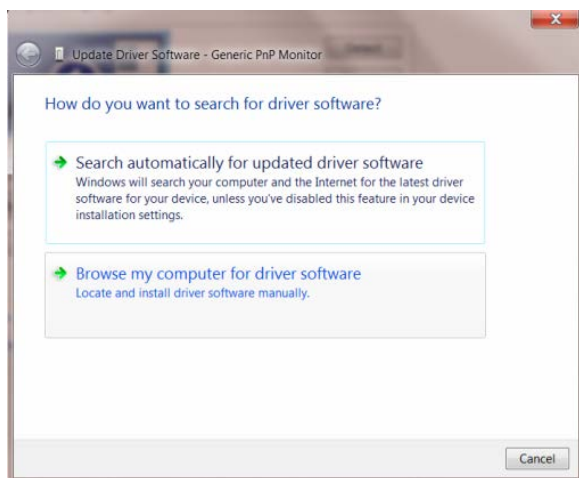 Update Driver Software - Generic PnP Monitor
How do you want to search for driver software?
Search automatically for updated driver software
Windows will search your computer and the Internet for the latest driver
software for your device, unless you've disabled this feature in your device
installation settings.
Browse my computer for driver software
Locate and install driver software manually.
Cancel